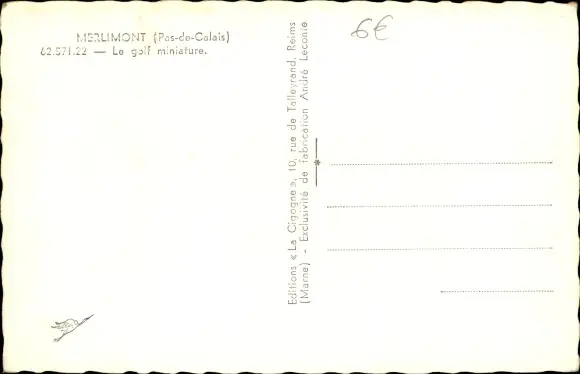 MERLIMONT (Pas-de-Calais)
62.571.22 — Le golf miniature.
Editions « La Cigogne », 10, rue de Talleyrand, Reims
(Marne) - Exclusivité de fabrication André Leconte
6€